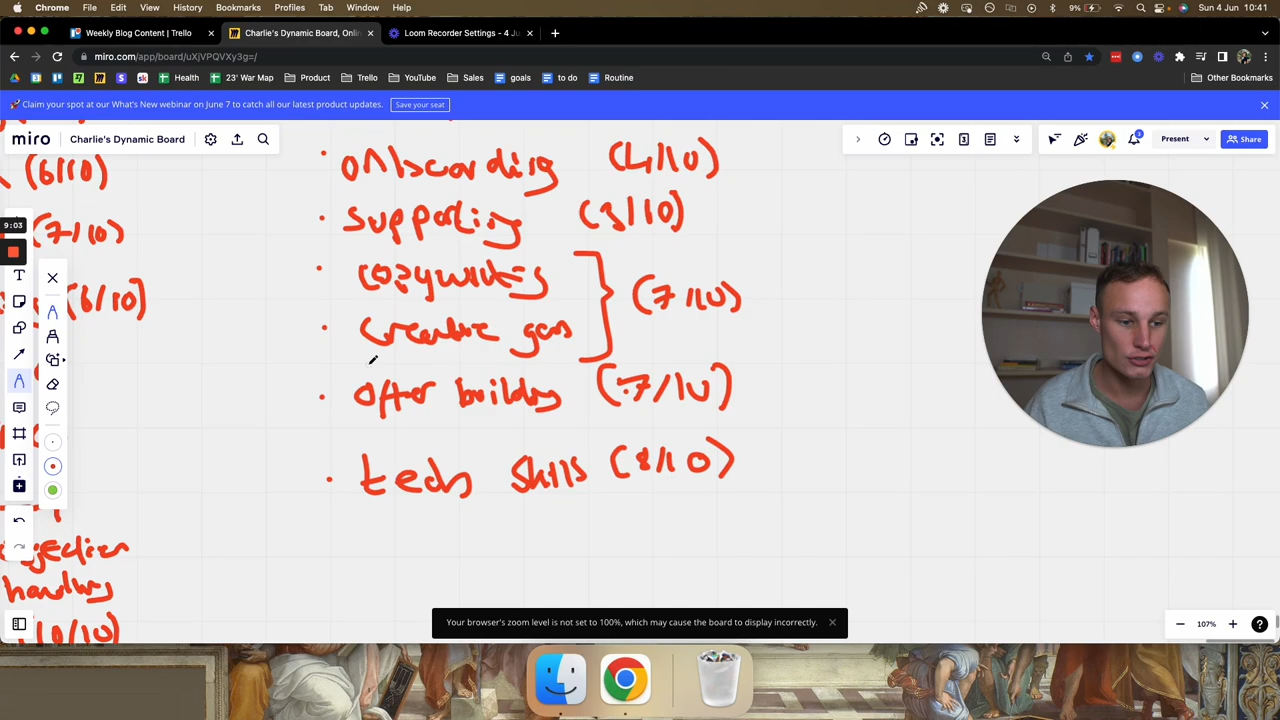 Chrome File Edit View History Bookmarks Profiles Tab Window Help 9% Sun 4 Jun 10:41
Weekly Blog Content | Trello Charlie's Dynamic Board, Onlin Loom Recorder Settings - 4 Ju
miro.com/app/board/uXjVPQVXy3g=/
Health 23' War Map Product Trello YouTube Sales goals to do Routine Other Bookmarks
Claim your spot at our What's New webinar on June 7 to catch all our latest product updates. Save your seat
miro Charlie's Dynamic Board Present Share
(6/10)
(7/10)
(6/10)
9:03
• onboarding (4/10)
• supporting (3/10)
• copywriting
• creative gens
(7/10)
• offer building (7/10)
• tech skills (8/10)
handling
(10/10)
Your browser's zoom level is not set to 100%, which may cause the board to display incorrectly.
107%